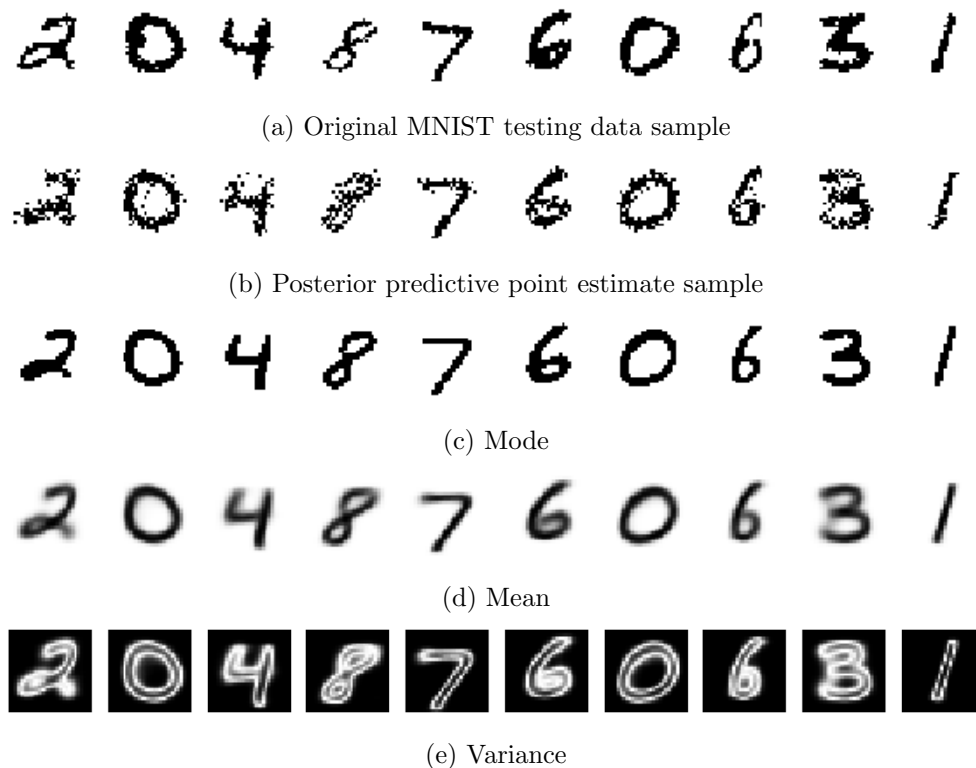 2 0 4 8 7 6 0 6 3 1
(a) Original MNIST testing data sample
2 0 4 8 7 6 0 6 3 1
(b) Posterior predictive point estimate sample
2 0 4 8 7 6 0 6 3 1
(c) Mode
2 0 4 8 7 6 0 6 3 1
(d) Mean
2 0 4 8 7 6 0 6 3 1
(e) Variance